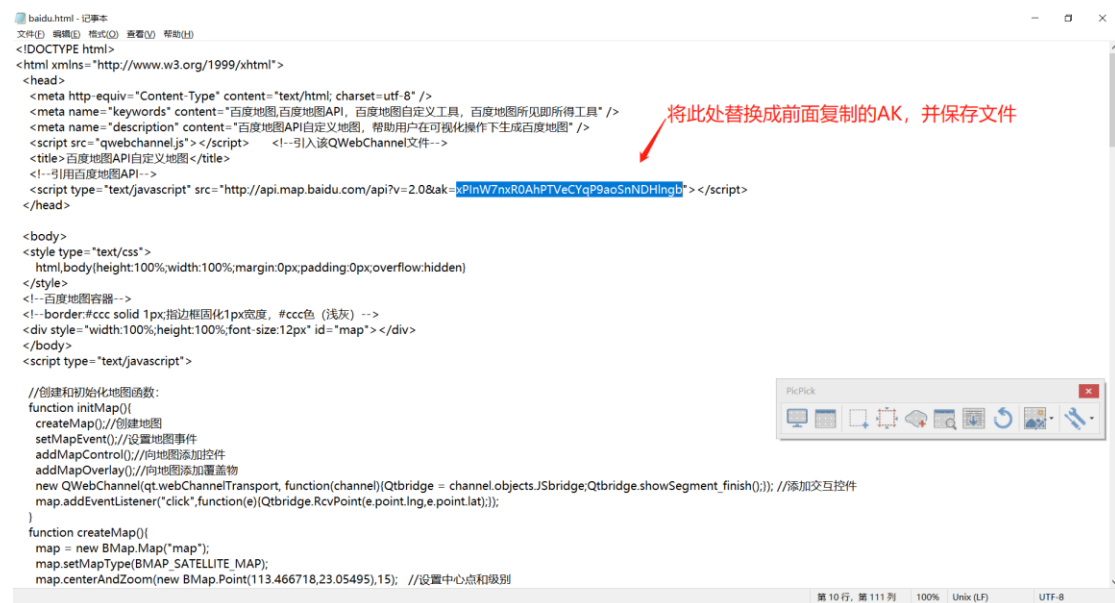 baidu.html - 记事本
文件(F) 编辑(E) 格式(O) 查看(V) 帮助(H)
<!DOCTYPE html>
<html xmlns="http://www.w3.org/1999/xhtml">
<head>
<meta http-equiv="Content-Type" content="text/html; charset=utf-8" />
<meta name="keywords" content="百度地图,百度地图API，百度地图自定义工具，百度地图所见即所得工具" />
<meta name="description" content="百度地图API自定义地图，帮助用户在可视化操作下生成百度地图" />
将此处替换成前面复制的AK，并保存文件
<script src="qwebchannel.js"></script> <!--引入该QWebChannel文件-->
<title>百度地图API自定义地图</title>
<!--引用百度地图API-->
<script type="text/javascript" src="http://api.map.baidu.com/api?v=2.0&ak=xPInW7nxR0AhPTVeCYqP9aoSnNDHIngb"></script>
</head>
<body>
<style type="text/css">
html,body{height:100%;width:100%;margin:0px;padding:0px;overflow:hidden}
</style>
<!--百度地图容器-->
<!--border:#ccc solid 1px;指边框固化1px宽度，#ccc色（浅灰）-->
<div style="width:100%;height:100%;font-size:12px" id="map"></div>
</body>
<script type="text/javascript">
//创建和初始化地图函数：
function initMap(){
createMap();//创建地图
setMapEvent();//设置地图事件
addMapControl();//向地图添加控件
addMapOverlay();//向地图添加覆盖物
new QWebChannel(qt.webChannelTransport, function(channel){Qtbridge = channel.objects.JSbridge;Qtbridge.showSegment_finish();}); //添加交互控件
map.addEventListener("click",function(e){Qtbridge.RcvPoint(e.point.lng,e.point.lat);});
}
function createMap(){
map = new BMap.Map("map");
map.setMapType(BMAP_SATELLITE_MAP);
map.centerAndZoom(new BMap.Point(113.466718,23.05495),15); //设置中心点和级别
PicPick
第 10 行，第 111 列 100% Unix (LF) UTF-8